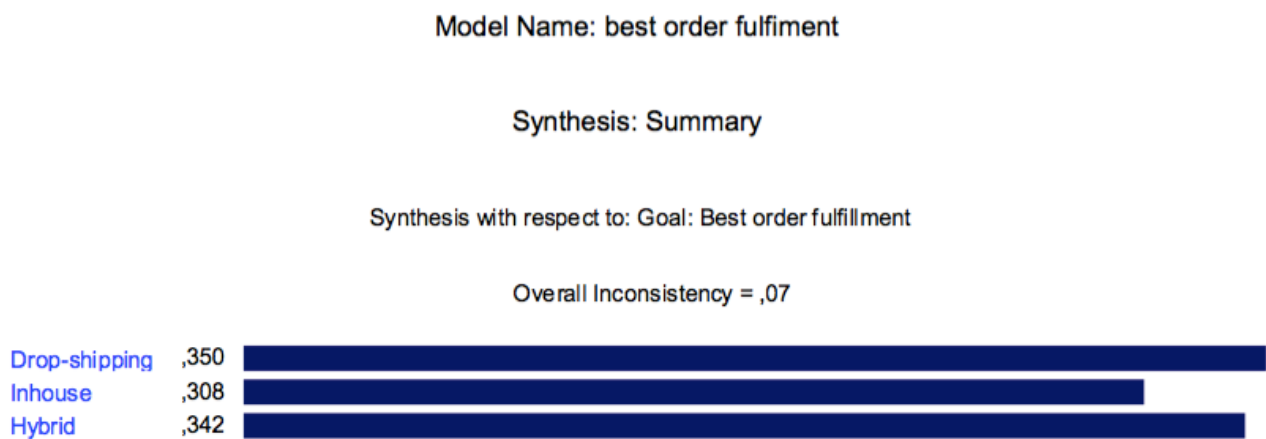 Model Name: best order fulfiment
Synthesis: Summary
Synthesis with respect to: Goal: Best order fulfillment
Overall Inconsistency = ,07
Drop-shipping ,350
Inhouse ,308
Hybrid ,342